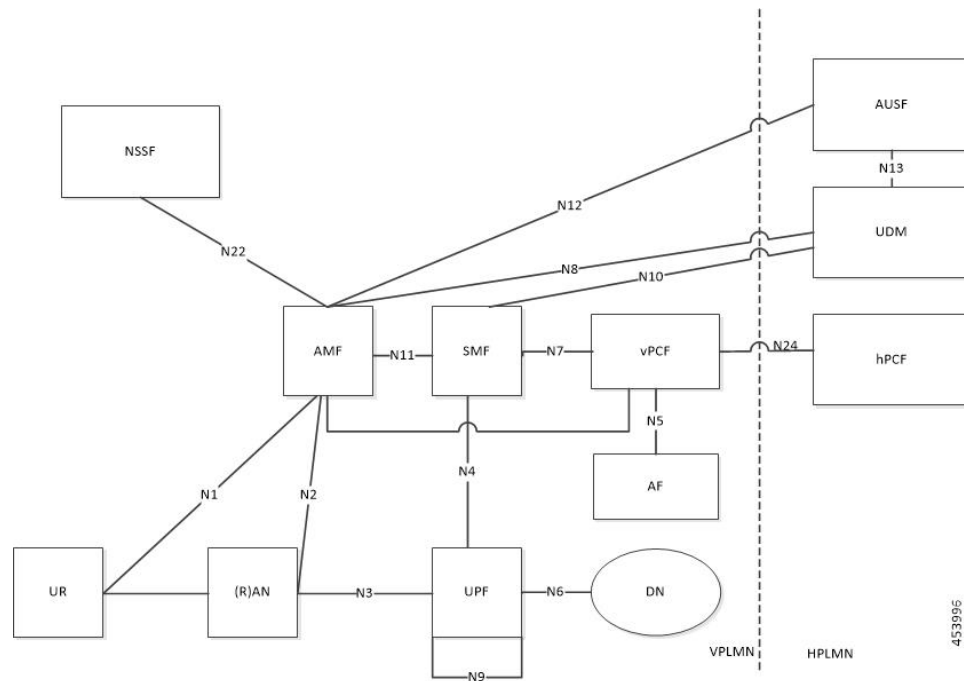 AUSF
NSSF
N13
N12
UDM
N22
N8
N10
AMF
N11
SMF
N7
vPCF
N24
hPCF
N5
N4
AF
N1
N2
UR
(R)AN
N3
UPF
N6
DN
N9
VPLMN
HPLMN
453996